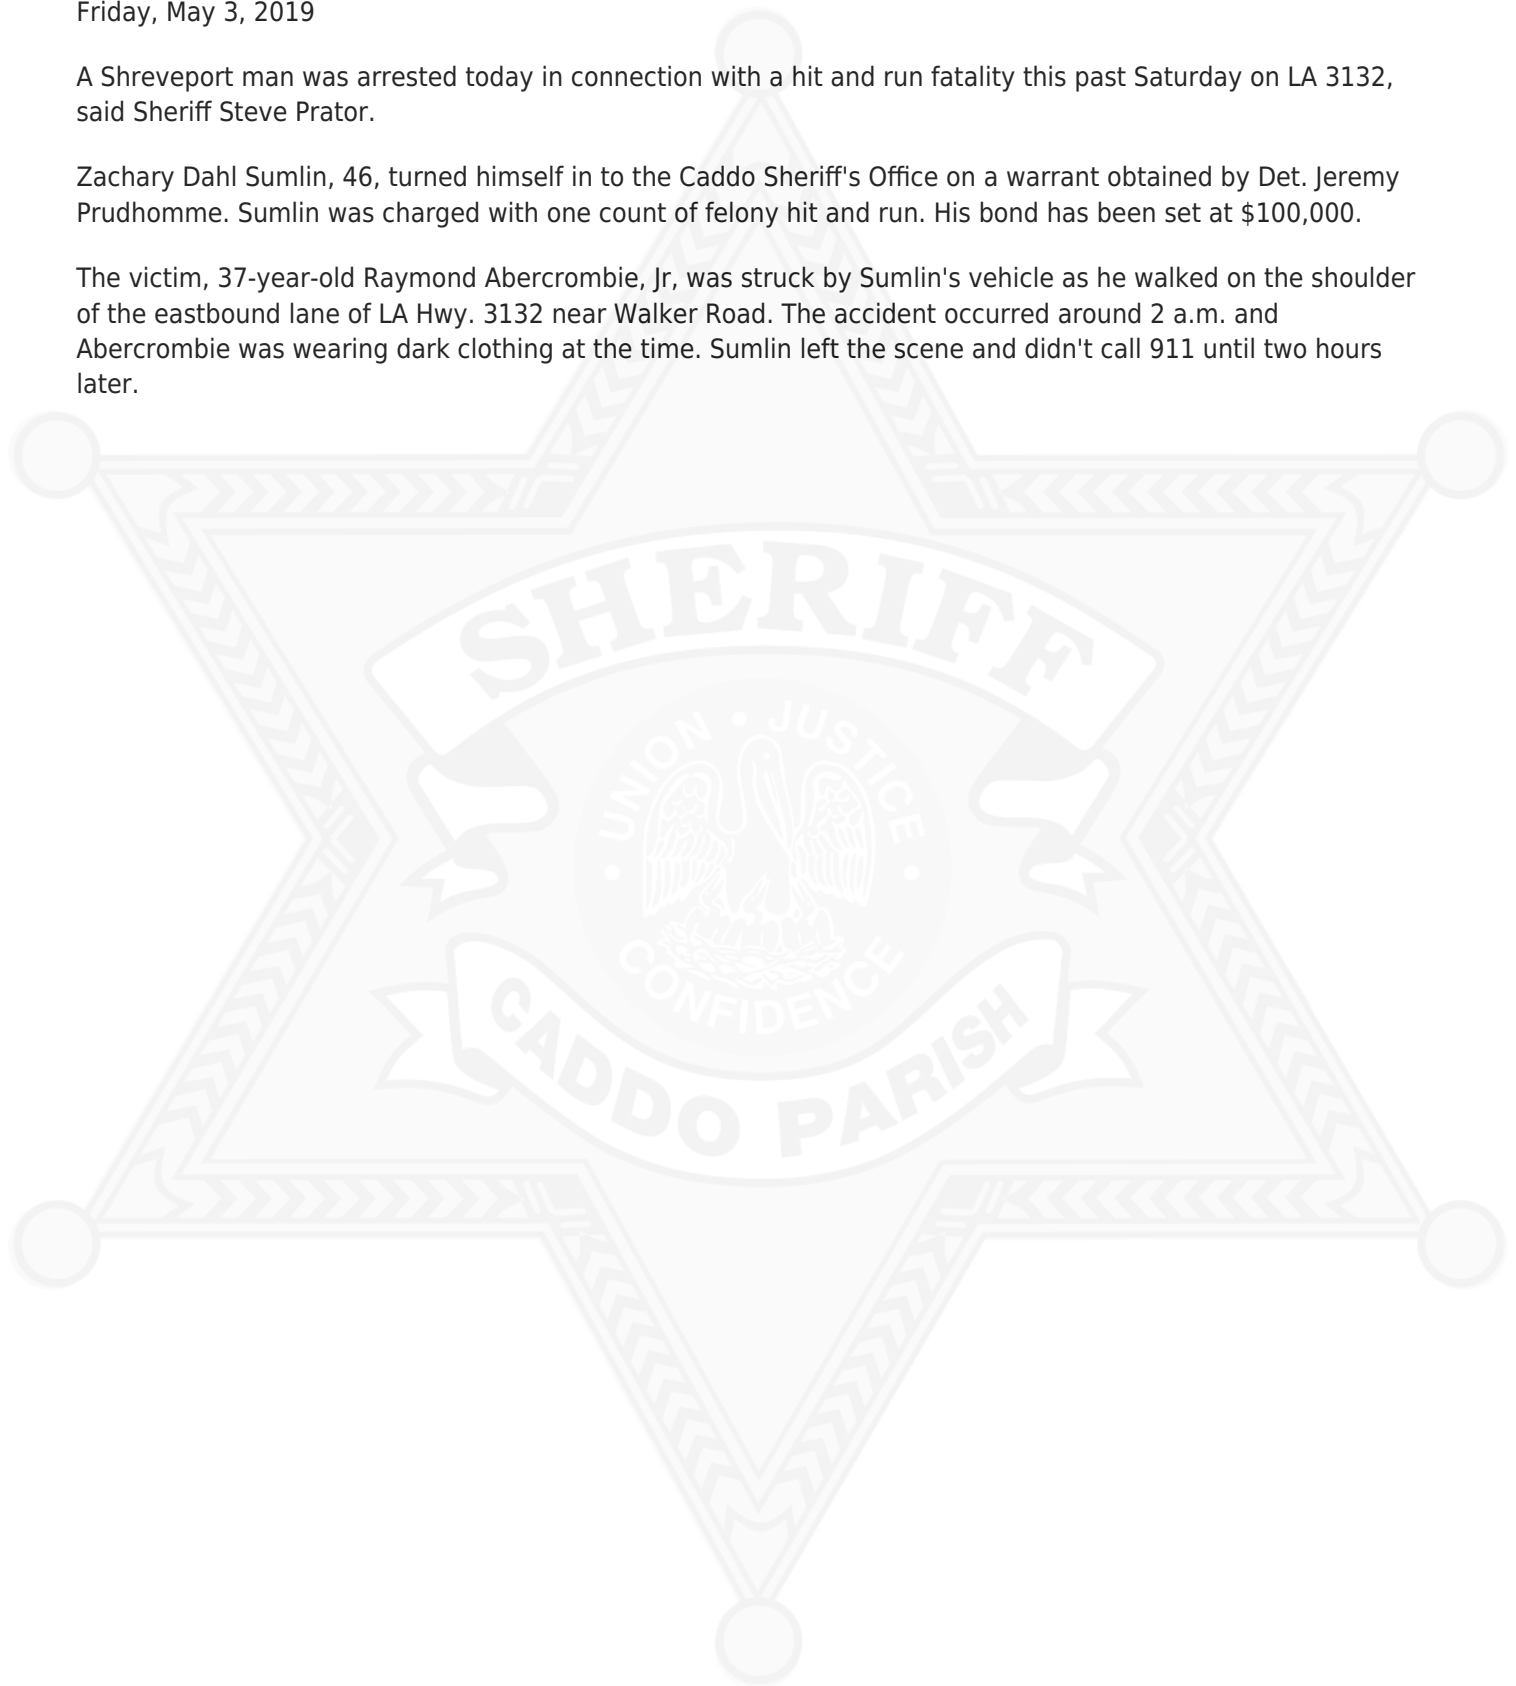 Friday, May 3, 2019
A Shreveport man was arrested today in connection with a hit and run fatality this past Saturday on LA 3132,
said Sheriff Steve Prator.
Zachary Dahl Sumlin, 46, turned himself in to the Caddo Sheriff's Office on a warrant obtained by Det. Jeremy
Prudhomme. Sumlin was charged with one count of felony hit and run. His bond has been set at $100,000.
The victim, 37-year-old Raymond Abercrombie, Jr, was struck by Sumlin's vehicle as he walked on the shoulder
of the eastbound lane of LA Hwy. 3132 near Walker Road. The accident occurred around 2 a.m. and
Abercrombie was wearing dark clothing at the time. Sumlin left the scene and didn't call 911 until two hours
later.
SHERIFF
UNION • JUSTICE
• CONFIDENCE •
CADDO PARISH